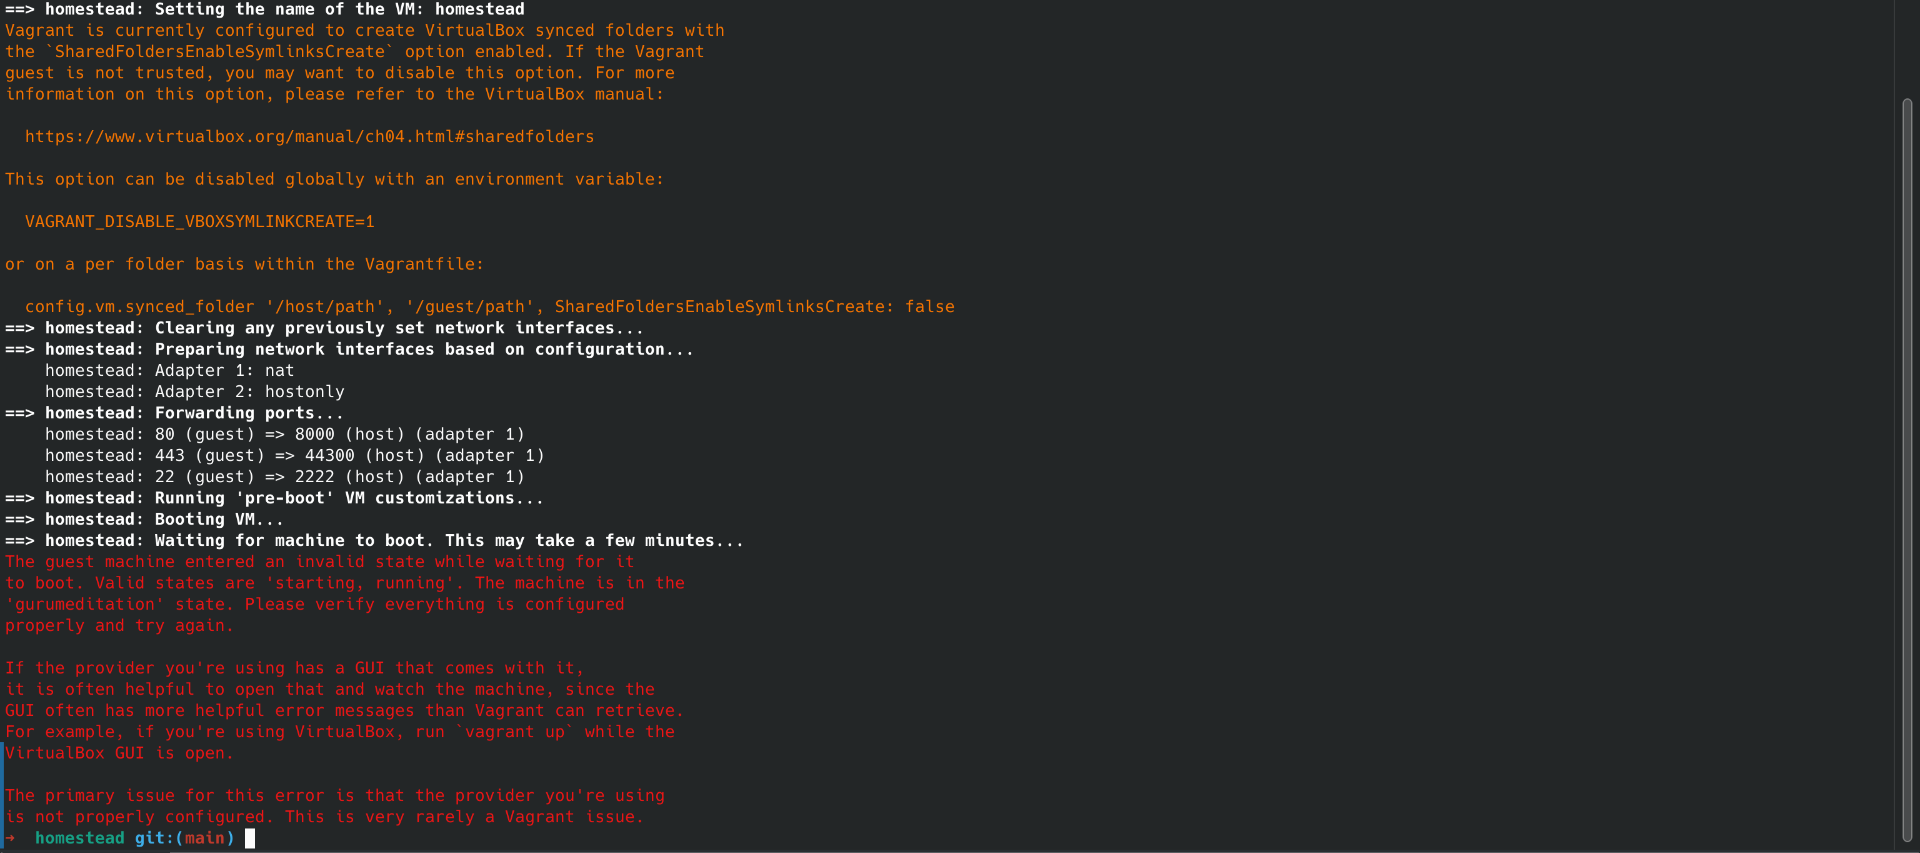 ==> homestead: Setting the name of the VM: homestead
Vagrant is currently configured to create VirtualBox synced folders with
the `SharedFoldersEnableSymlinksCreate` option enabled. If the Vagrant
guest is not trusted, you may want to disable this option. For more
information on this option, please refer to the VirtualBox manual:
https://www.virtualbox.org/manual/ch04.html#sharedfolders
This option can be disabled globally with an environment variable:
VAGRANT_DISABLE_VBOXSYMLINKCREATE=1
or on a per folder basis within the Vagrantfile:
config.vm.synced_folder '/host/path', '/guest/path', SharedFoldersEnableSymlinksCreate: false
==> homestead: Clearing any previously set network interfaces...
==> homestead: Preparing network interfaces based on configuration...
homestead: Adapter 1: nat
homestead: Adapter 2: hostonly
==> homestead: Forwarding ports...
homestead: 80 (guest) => 8000 (host) (adapter 1)
homestead: 443 (guest) => 44300 (host) (adapter 1)
homestead: 22 (guest) => 2222 (host) (adapter 1)
==> homestead: Running 'pre-boot' VM customizations...
==> homestead: Booting VM...
==> homestead: Waiting for machine to boot. This may take a few minutes...
The guest machine entered an invalid state while waiting for it
to boot. Valid states are 'starting, running'. The machine is in the
'gurumeditation' state. Please verify everything is configured
properly and try again.
If the provider you're using has a GUI that comes with it,
it is often helpful to open that and watch the machine, since the
GUI often has more helpful error messages than Vagrant can retrieve.
For example, if you're using VirtualBox, run `vagrant up` while the
VirtualBox GUI is open.
The primary issue for this error is that the provider you're using
is not properly configured. This is very rarely a Vagrant issue.
→ homestead git:(main)